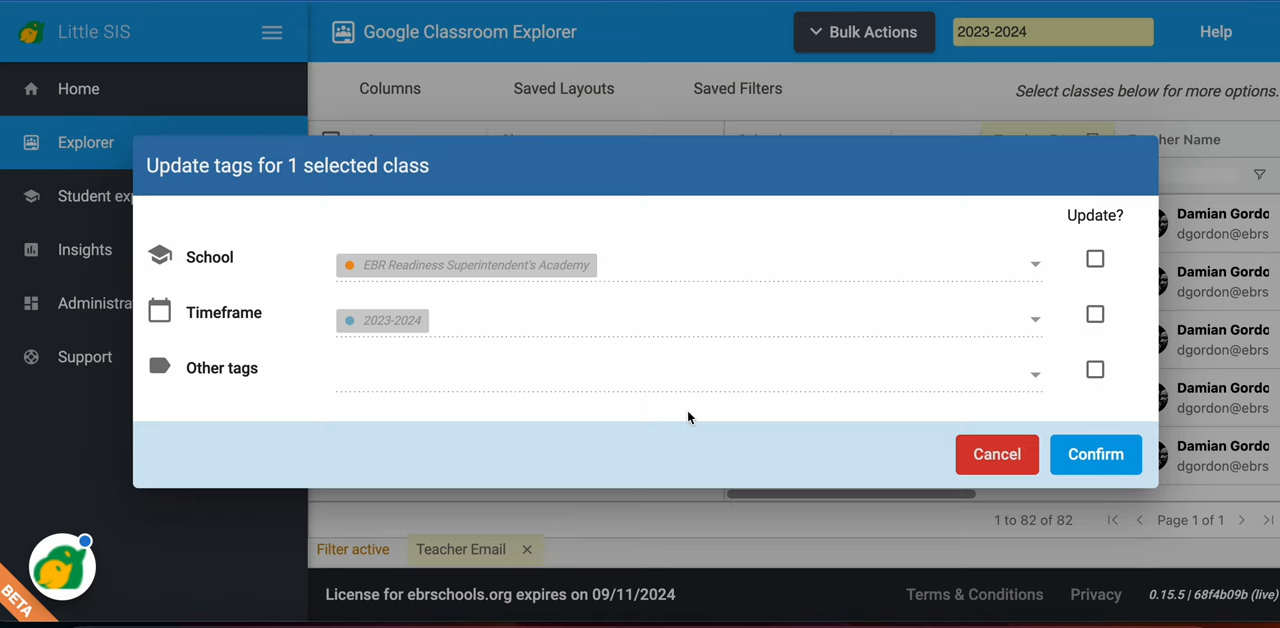 Little SIS
Google Classroom Explorer
Bulk Actions
2023-2024
Help
Home
Columns
Saved Layouts
Saved Filters
Select classes below for more options.
Explorer
her Name
Update tags for 1 selected class
Student ex
Update?
Damian Gordo
dgordon@ebrs
School
EBR Readiness Superintendent's Academy
Insights
Damian Gordo
dgordon@ebrs
Timeframe
2023-2024
Administra
Damian Gordo
dgordon@ebrs
Support
Other tags
Damian Gordo
dgordon@ebrs
Cancel
Confirm
Damian Gordo
dgordon@ebrs
1 to 82 of 82
Page 1 of 1
Filter active
Teacher Email
BETA
License for ebrschools.org expires on 09/11/2024
Terms & Conditions
Privacy
0.15.5 | 68f4b09b (live)